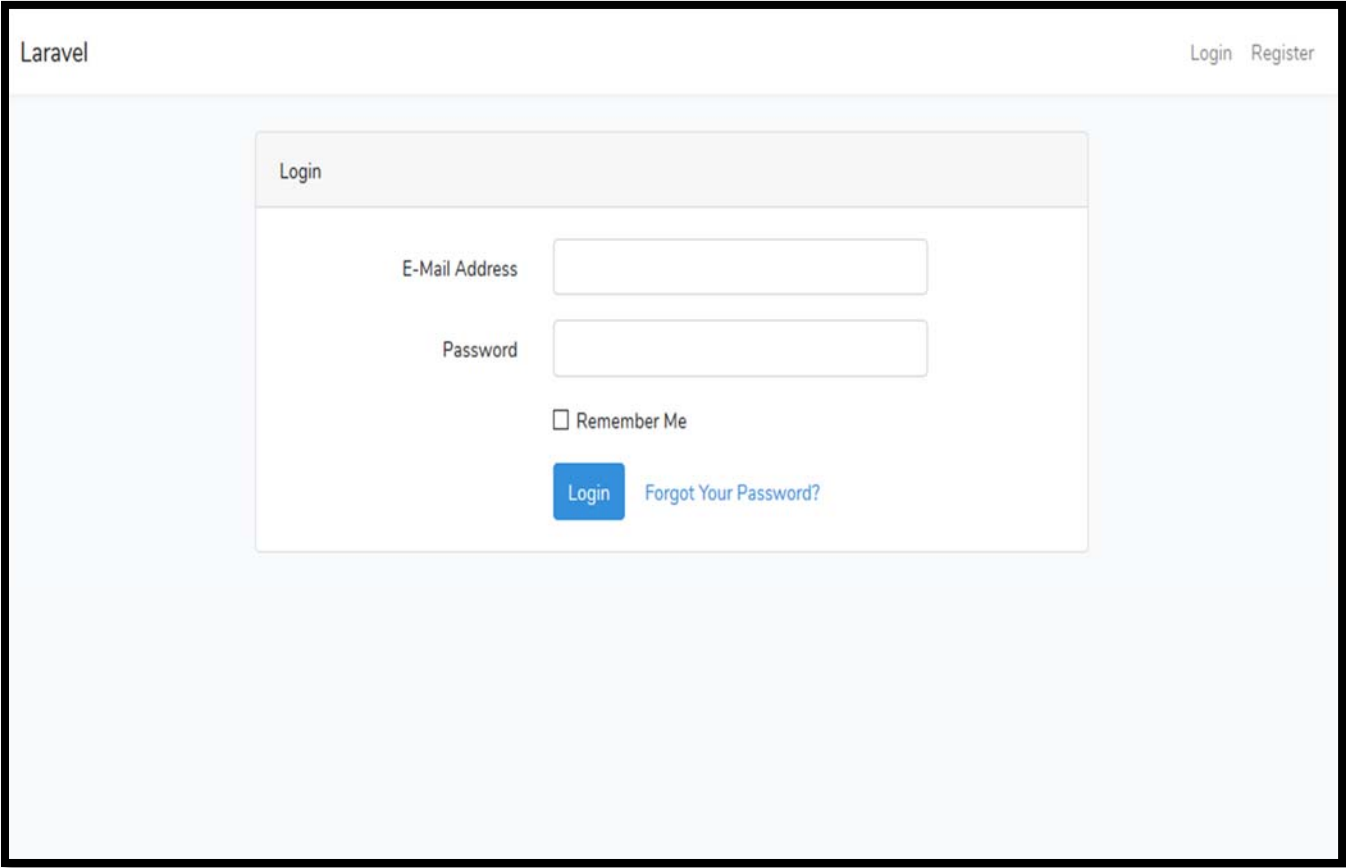 Laravel
Login Register
Login
E-Mail Address
Password
Remember Me
Login Forgot Your Password?